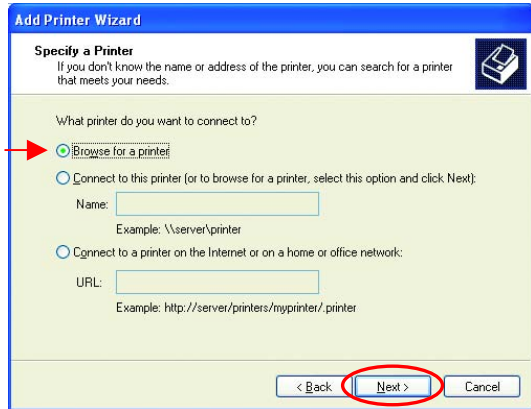 Add Printer Wizard
Specify a Printer
If you don't know the name or address of the printer, you can search for a printer
that meets your needs.
What printer do you want to connect to?
Browse for a printer
Connect to this printer (or to browse for a printer, select this option and click Next):
Name:
Example: \\server\printer
Connect to a printer on the Internet or on a home or office network:
URL:
Example: http://server/printers/myprinter/.printer
< Back
Next >
Cancel